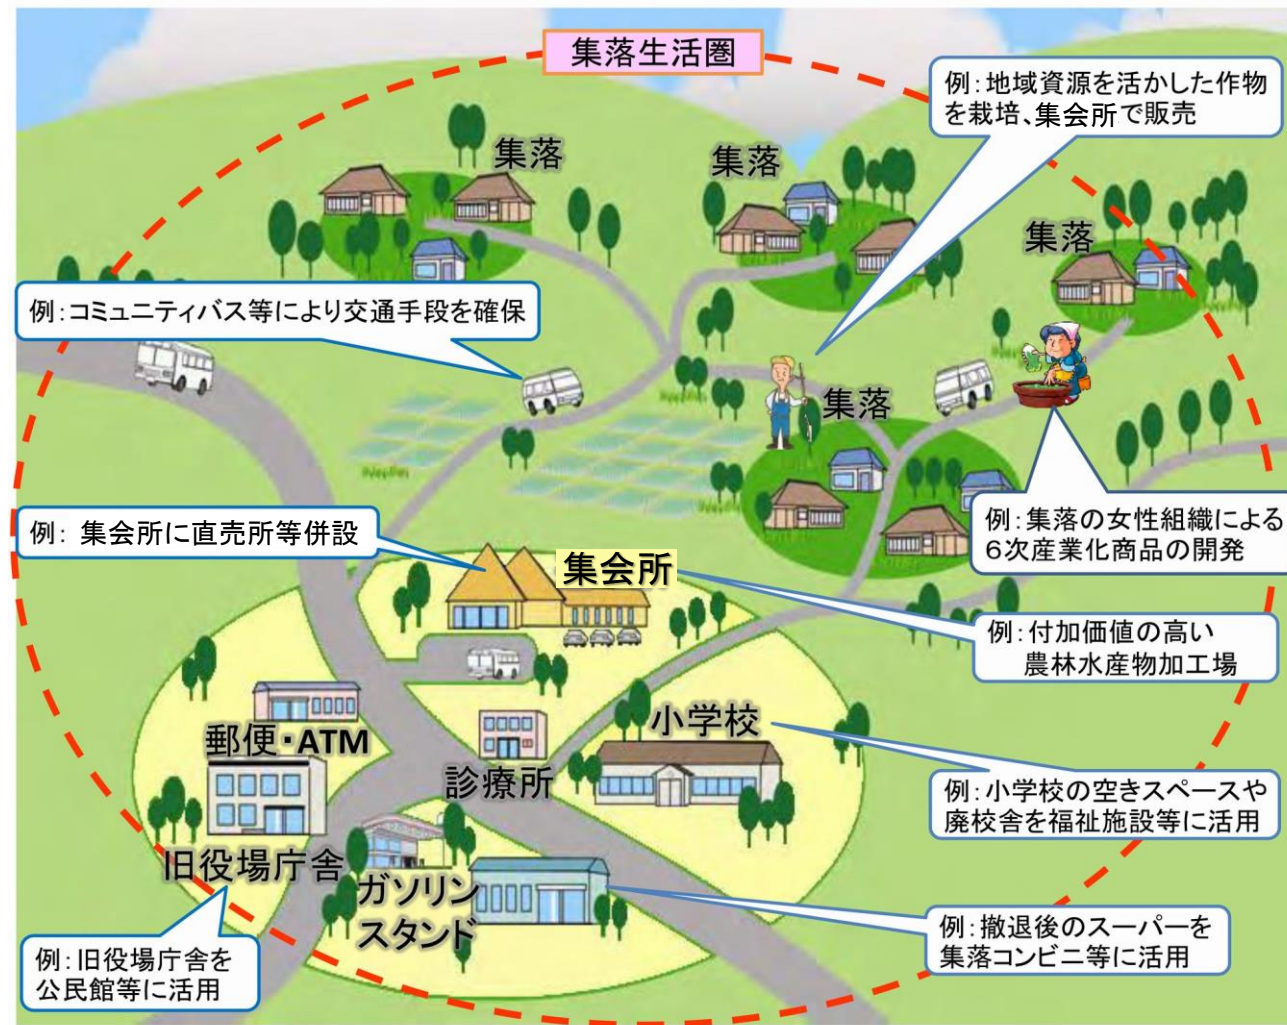 集落生活圏
例：地域資源を活かした作物
を栽培、集会所で販売
集落
集落
集落
例：コミュニティバス等により交通手段を確保
集落
例：集落の女性組織による
６次産業化商品の開発
例： 集会所に直売所等併設
集会所
例：付加価値の高い
農林水産物加工場
小学校
郵便・ATM
診療所
例：小学校の空きスペースや
廃校舎を福祉施設等に活用
旧役場庁舎
ガソリン
スタンド
例：撤退後のスーパーを
集落コンビニ等に活用
例：旧役場庁舎を
公民館等に活用